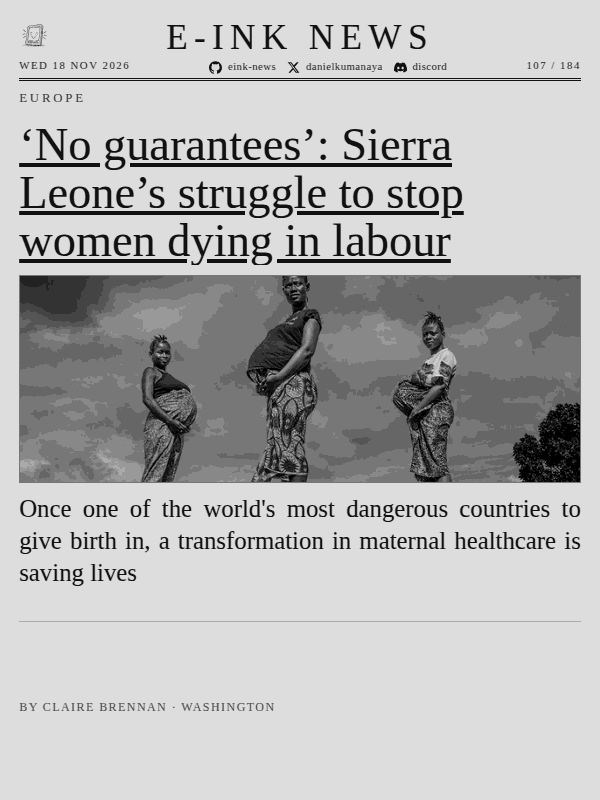 E-INK NEWS
WED 18 NOV 2026
eink-news danielkumanaya discord
107 / 184
EUROPE
‘No guarantees’: Sierra
Leone’s struggle to stop
women dying in labour
Once one of the world's most dangerous countries to
give birth in, a transformation in maternal healthcare is
saving lives
BY CLAIRE BRENNAN · WASHINGTON